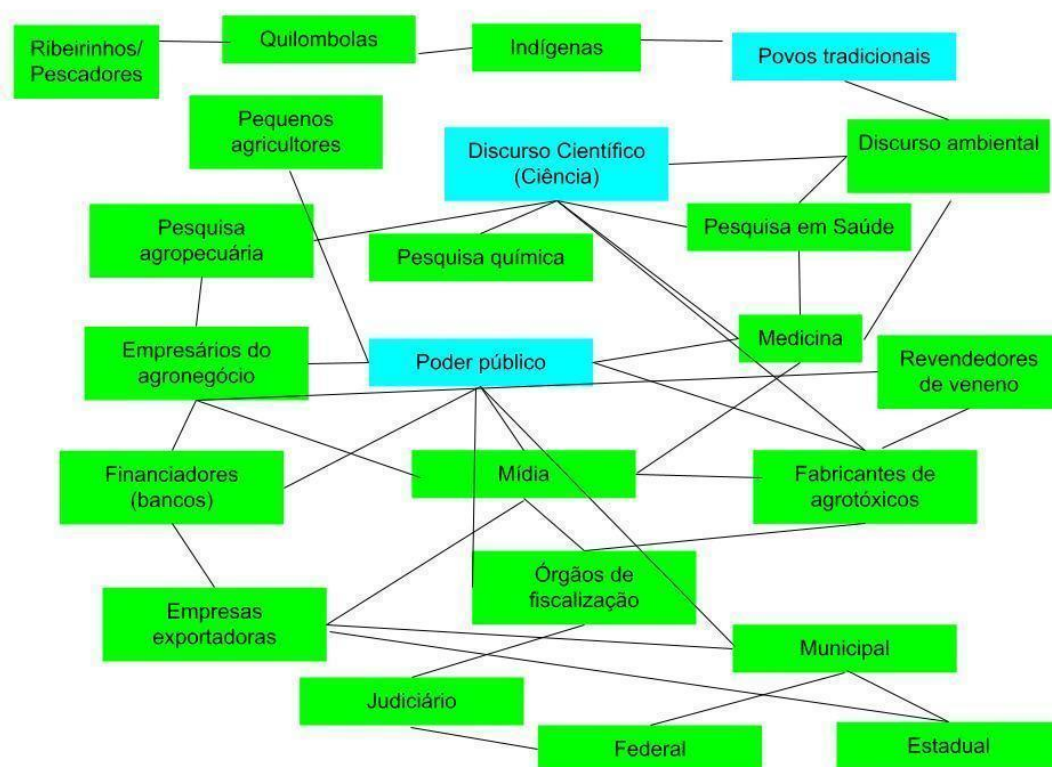 Ribeirinhos/
Pescadores
Quilombolas
Indígenas
Povos tradicionais
Pequenos
agricultores
Discurso Científico
(Ciência)
Discurso ambiental
Pesquisa
agropecuária
Pesquisa química
Pesquisa em Saúde
Empresários do
agronegócio
Poder público
Medicina
Revendedores
de veneno
Financiadores
(bancos)
Mídia
Fabricantes de
agrotóxicos
Empresas
exportadoras
Órgãos de
fiscalização
Municipal
Judiciário
Federal
Estadual